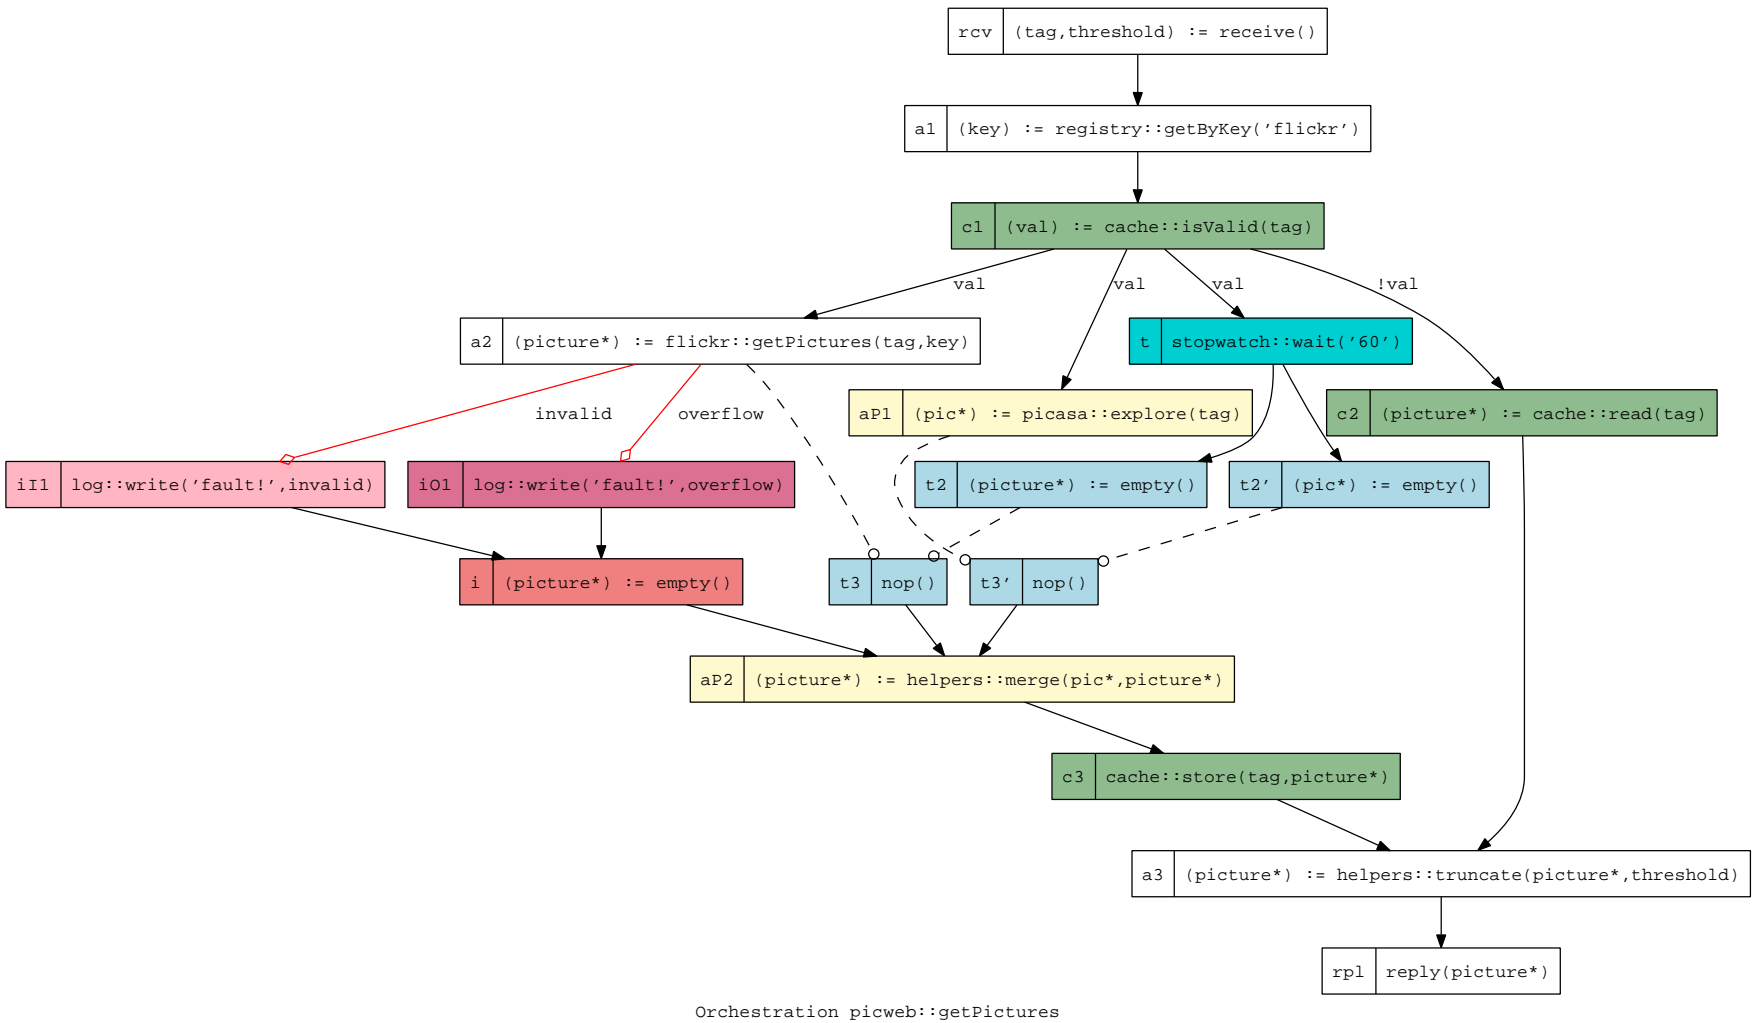 rcv (tag,threshold) := receive()
a1 (key) := registry::getByKey(’flickr’)
c1 (val) := cache::isValid(tag)
val val val !val
a2 (picture*) := flickr::getPictures(tag,key)
t stopwatch::wait(’60’)
invalid overflow
aP1 (pic*) := picasa::explore(tag)
c2 (picture*) := cache::read(tag)
iI1 log::write(’fault!’,invalid)
iO1 log::write(’fault!’,overflow)
t2 (picture*) := empty()
t2’ (pic*) := empty()
i (picture*) := empty()
t3 nop()
t3’ nop()
aP2 (picture*) := helpers::merge(pic*,picture*)
c3 cache::store(tag,picture*)
a3 (picture*) := helpers::truncate(picture*,threshold)
rpl reply(picture*)
Orchestration picweb::getPictures